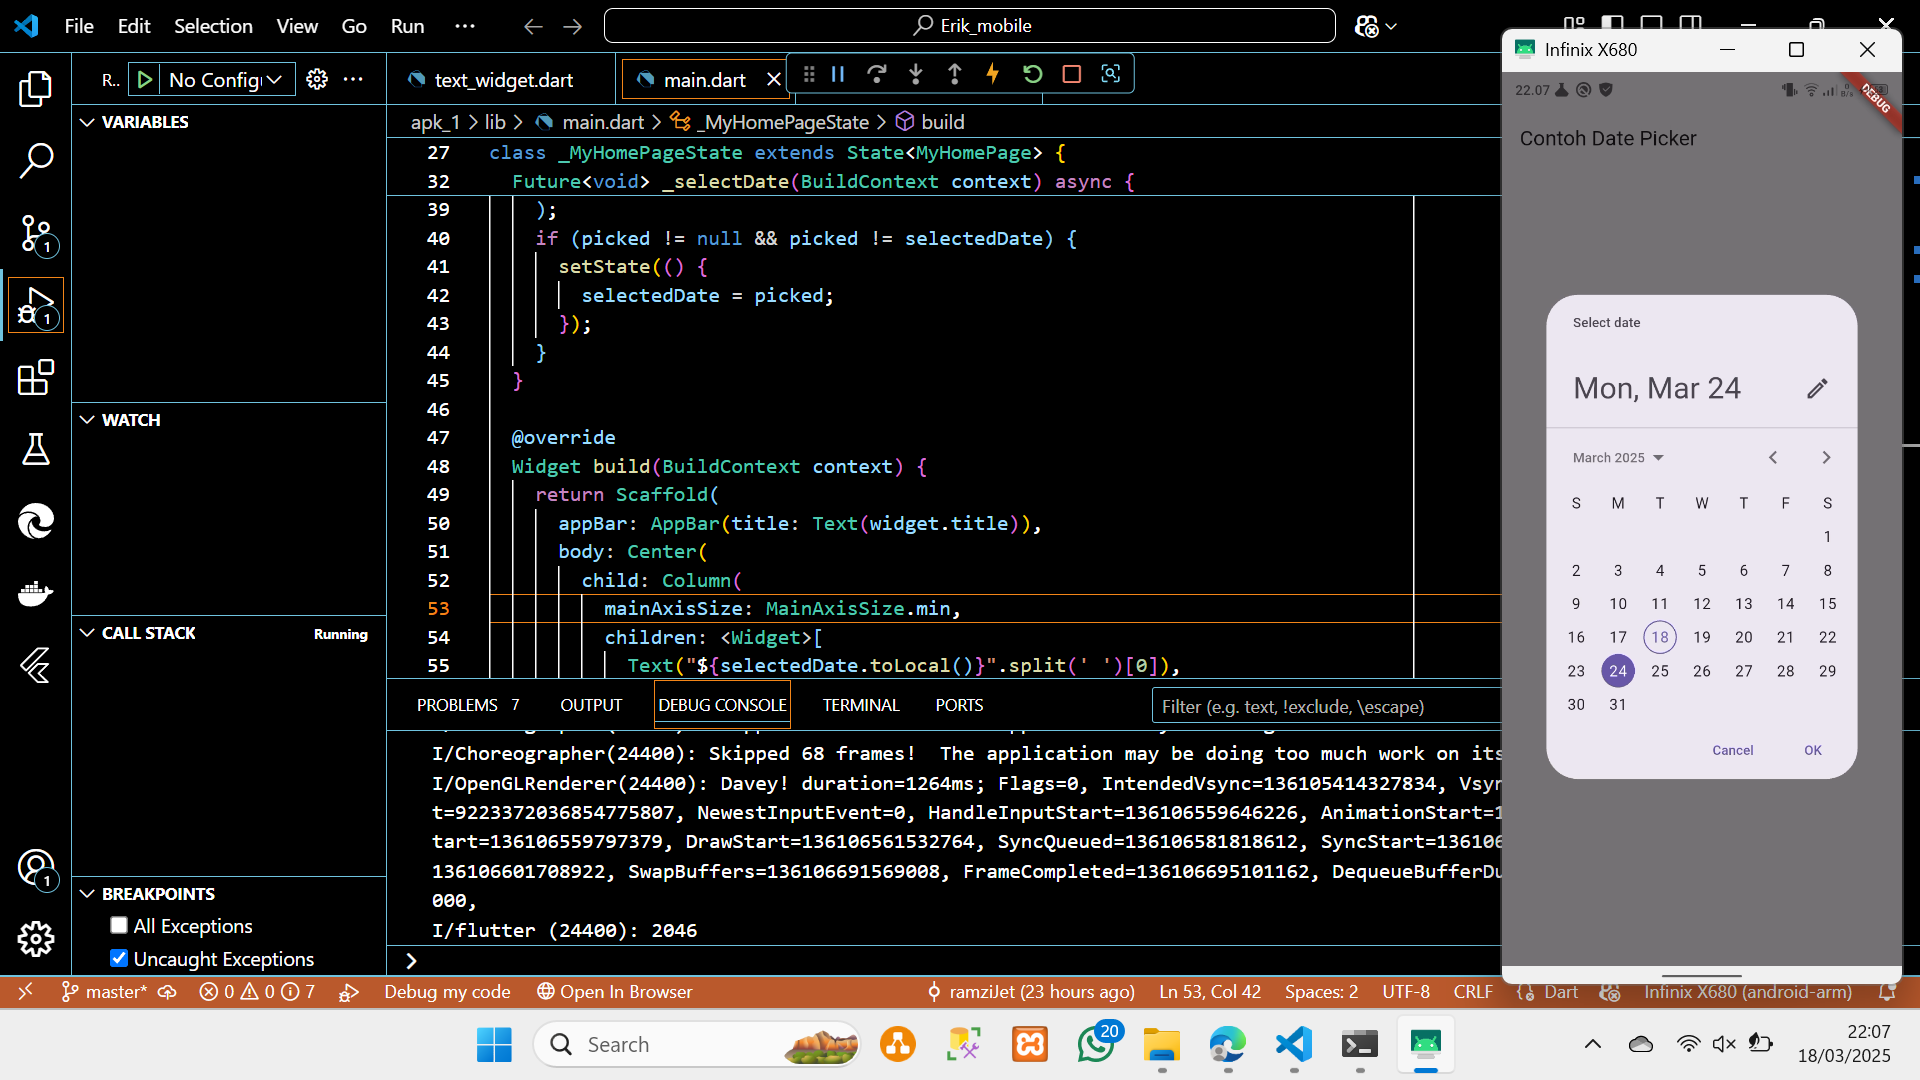 File Edit Selection View Go Run ···
Erik_mobile
R.. No Config
text_widget.dart
main.dart
VARIABLES
WATCH
CALL STACK
Running
BREAKPOINTS
All Exceptions
Uncaught Exceptions
1
1
1
apk_1 > lib > main.dart > _MyHomePageState > build
27 class _MyHomePageState extends State<MyHomePage> {
32 Future<void> _selectDate(BuildContext context) async {
39 );
40 if (picked != null && picked != selectedDate) {
41 setState(() {
42 selectedDate = picked;
43 });
44 }
45 }
46
47 @override
48 Widget build(BuildContext context) {
49 return Scaffold(
50 appBar: AppBar(title: Text(widget.title)),
51 body: Center(
52 child: Column(
53 mainAxisSize: MainAxisSize.min,
54 children: <Widget>[
55 Text("${selectedDate.toLocal()}".split(' ')[0]),
PROBLEMS 7 OUTPUT DEBUG CONSOLE TERMINAL PORTS
Filter (e.g. text, !exclude, \escape)
I/Choreographer(24400): Skipped 68 frames!  The application may be doing too much work on its
I/OpenGLRenderer(24400): Davey! duration=1264ms; Flags=0, IntendedVsync=136105414327834, Vsyn
t=9223372036854775807, NewestInputEvent=0, HandleInputStart=136106559646226, AnimationStart=1
tart=136106559797379, DrawStart=136106561532764, SyncQueued=136106581818612, SyncStart=136106
136106601708922, SwapBuffers=136106691569008, FrameCompleted=136106695101162, DequeueBufferDu
000,
I/flutter (24400): 2046
master* 0 0 7 Debug my code Open In Browser
ramziJet (23 hours ago) Ln 53, Col 42 Spaces: 2 UTF-8 CRLF Dart Infinix X680 (android-arm)
Infinix X680
22.07
DEBUG
Contoh Date Picker
Select date
Mon, Mar 24
March 2025
S M T W T F S
1
2 3 4 5 6 7 8
9 10 11 12 13 14 15
16 17 18 19 20 21 22
23 24 25 26 27 28 29
30 31
Cancel OK
Search
20
22:07
18/03/2025